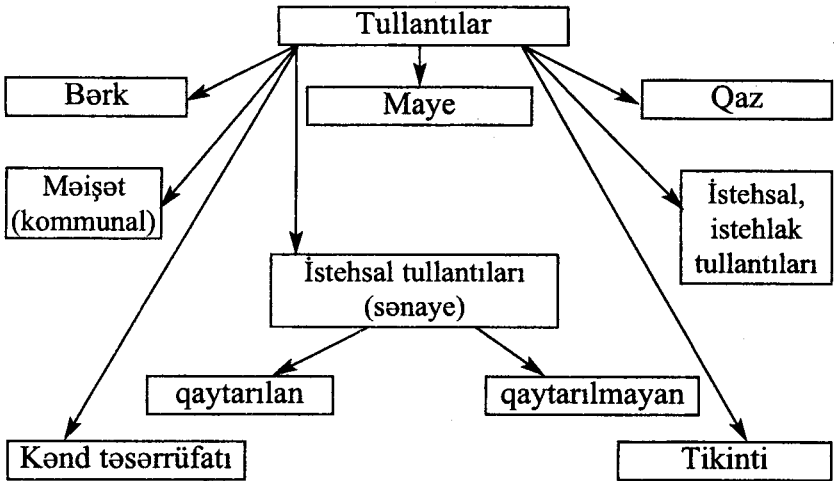 Tullantılar
Bərk
Maye
Qaz
Məişət
(kommunal)
İstehsal,
istehlak
tullantıları
İstehsal tullantıları
(sənaye)
qaytarılan
qaytarılmayan
Kənd təsərrüfatı
Tikinti